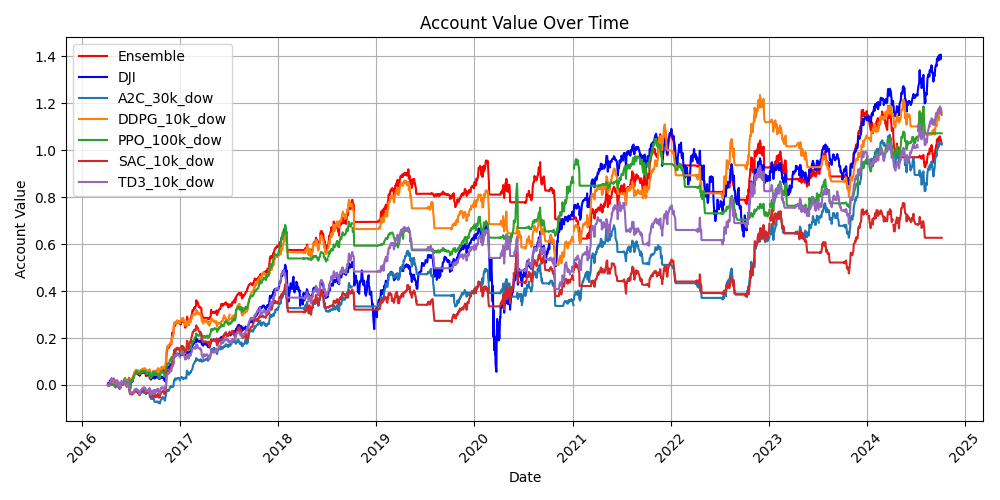 Account Value Over Time
Ensemble
DJI
A2C_30k_dow
DDPG_10k_dow
PPO_100k_dow
SAC_10k_dow
TD3_10k_dow
Account Value
1.4
1.2
1.0
0.8
0.6
0.4
0.2
0.0
2016
2017
2018
2019
2020
2021
2022
2023
2024
2025
Date